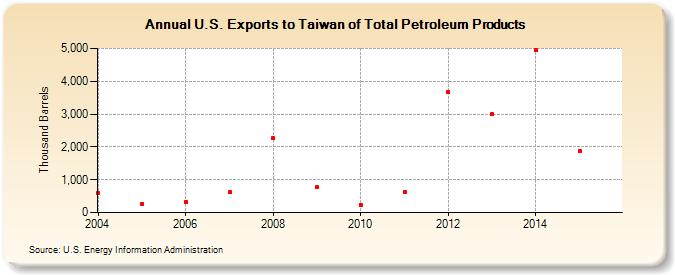 Annual U.S. Exports to Taiwan of Total Petroleum Products
Thousand Barrels
5,000
4,000
3,000
2,000
1,000
0
2004 2006 2008 2010 2012 2014
Source: U.S. Energy Information Administration